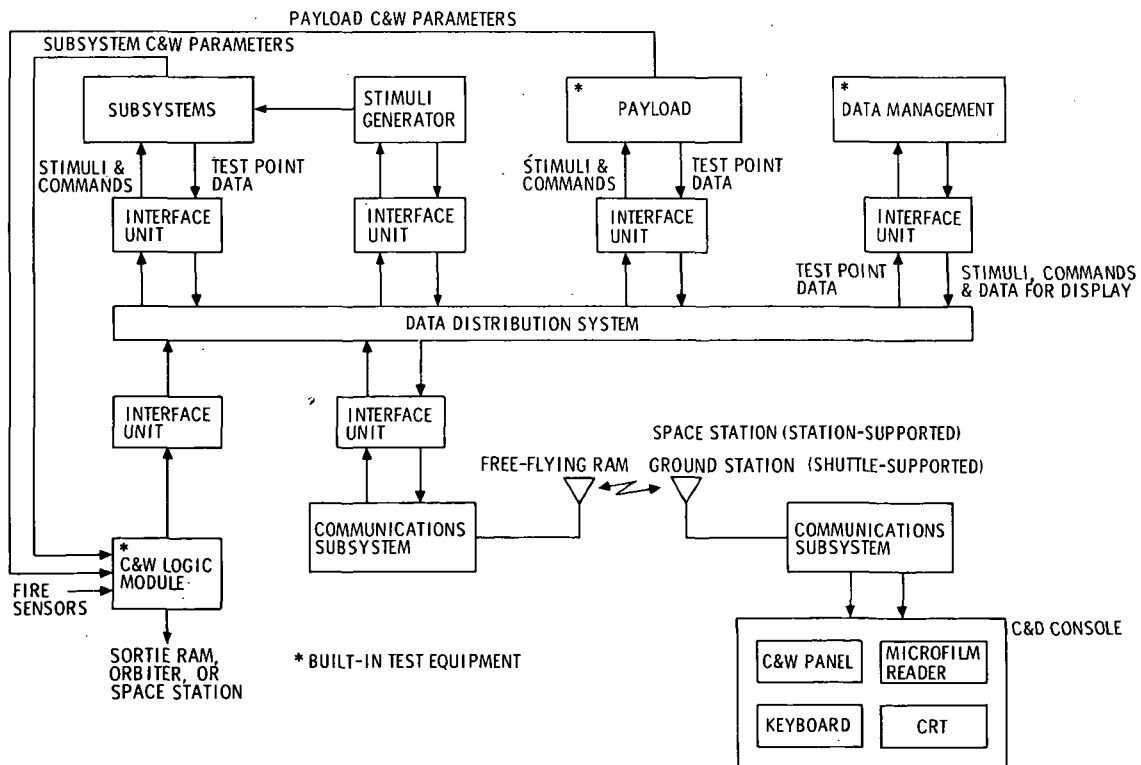 PAYLOAD C&W PARAMETERS
SUBSYSTEM C&W PARAMETERS
SUBSYSTEMS
STIMULI
GENERATOR
*
PAYLOAD
*
DATA MANAGEMENT
STIMULI &
COMMANDS
TEST POINT
DATA
STIMULI &
COMMANDS
TEST POINT
DATA
INTERFACE
UNIT
INTERFACE
UNIT
INTERFACE
UNIT
INTERFACE
UNIT
TEST POINT
DATA
STIMULI, COMMANDS
& DATA FOR DISPLAY
DATA DISTRIBUTION SYSTEM
INTERFACE
UNIT
INTERFACE
UNIT
SPACE STATION (STATION-SUPPORTED)
FREE-FLYING RAM
GROUND STATION (SHUTTLE-SUPPORTED)
COMMUNICATIONS
SUBSYSTEM
COMMUNICATIONS
SUBSYSTEM
*
C&W LOGIC
MODULE
FIRE
SENSORS
SORTIE RAM,
ORBITER, OR
SPACE STATION
* BUILT-IN TEST EQUIPMENT
C&D CONSOLE
C&W PANEL
MICROFILM
READER
KEYBOARD
CRT